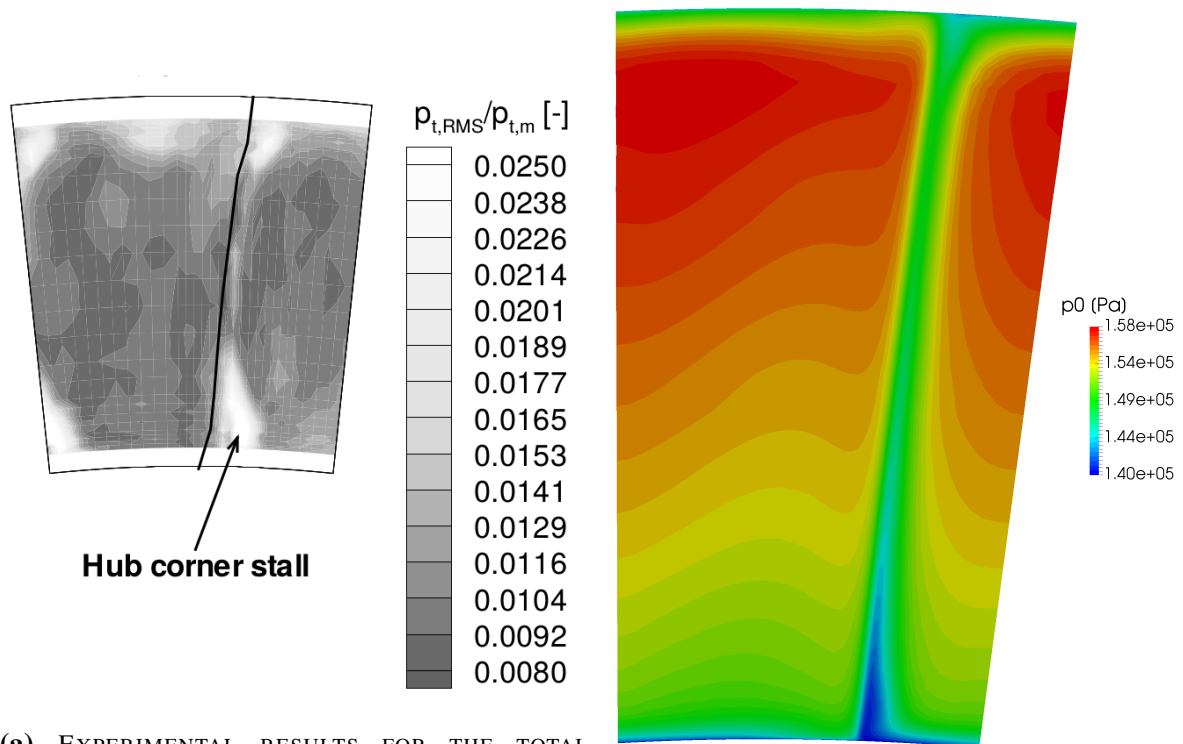 p_t,RMS/p_t,m [-]
0.0250
0.0238
0.0226
0.0214
0.0201
0.0189
0.0177
0.0165
0.0153
0.0141
0.0129
0.0116
0.0104
0.0092
0.0080
Hub corner stall
(a) EXPERIMENTAL RESULTS FOR THE TOTAL
p0 (Pa)
1.58e+05
1.54e+05
1.49e+05
1.44e+05
1.40e+05